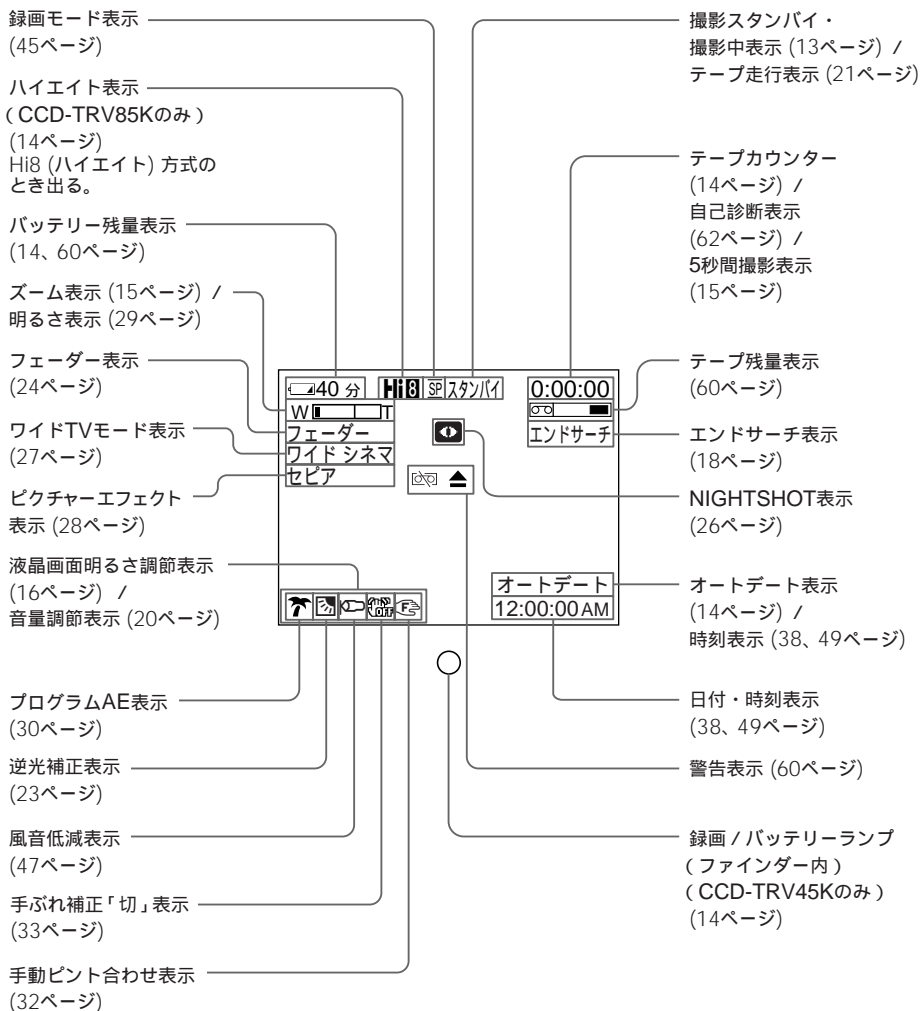 録画モード表示
(45ページ)
ハイエイト表示
(CCD-TRV85Kのみ)
(14ページ)
Hi8 (ハイエイト) 方式の
とき出る。
バッテリー残量表示
(14、60ページ)
ズーム表示 (15ページ) /
明るさ表示 (29ページ)
フェーダー表示
(24ページ)
ワイドTVモード表示
(27ページ)
ピクチャーエフェクト
表示 (28ページ)
液晶画面明るさ調節表示
(16ページ) /
音量調節表示 (20ページ)
プログラムAE表示
(30ページ)
逆光補正表示
(23ページ)
風音低減表示
(47ページ)
手ぶれ補正「切」表示
(33ページ)
手動ピント合わせ表示
(32ページ)
40 分 Hi8 SP スタンバイ 0:00:00
W T
フェーダー エンドサーチ
ワイド シネマ
セピア
オートデート
OFF F 12:00:00 AM
撮影スタンバイ・
撮影中表示 (13ページ) /
テープ走行表示 (21ページ)
テープカウンター
(14ページ) /
自己診断表示
(62ページ) /
5秒間撮影表示
(15ページ)
テープ残量表示
(60ページ)
エンドサーチ表示
(18ページ)
NIGHTSHOT表示
(26ページ)
オートデート表示
(14ページ) /
時刻表示 (38、49ページ)
日付・時刻表示
(38、49ページ)
警告表示 (60ページ)
録画 / バッテリーランプ
(ファインダー内)
(CCD-TRV45Kのみ)
(14ページ)